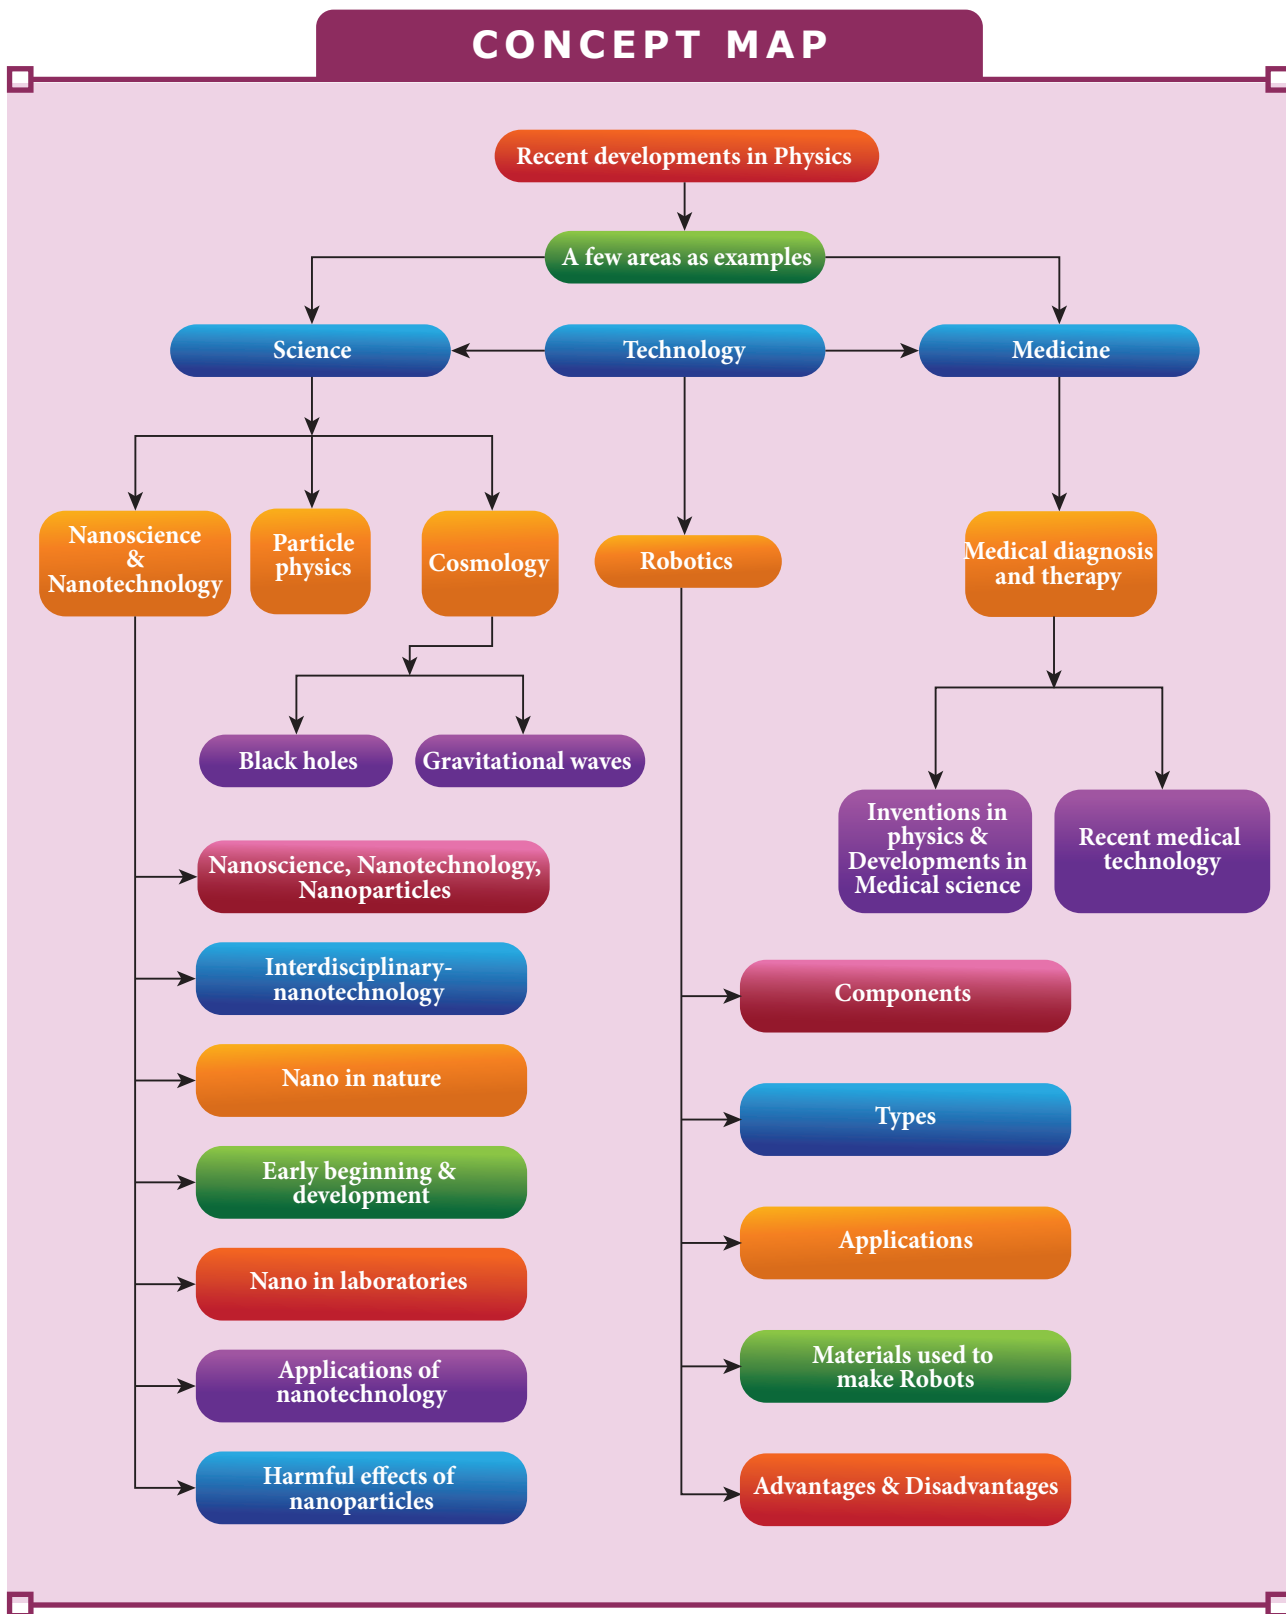 CONCEPT MAP
Recent developments in Physics
A few areas as examples
Science
Technology
Medicine
Nanoscience
&
Nanotechnology
Particle
physics
Cosmology
Robotics
Medical diagnosis
and therapy
Black holes
Gravitational waves
Inventions in
physics &
Developments in
Medical science
Recent medical
technology
Nanoscience, Nanotechnology,
Nanoparticles
Interdisciplinary-
nanotechnology
Nano in nature
Early beginning &
development
Nano in laboratories
Applications of
nanotechnology
Harmful effects of
nanoparticles
Components
Types
Applications
Materials used to
make Robots
Advantages & Disadvantages